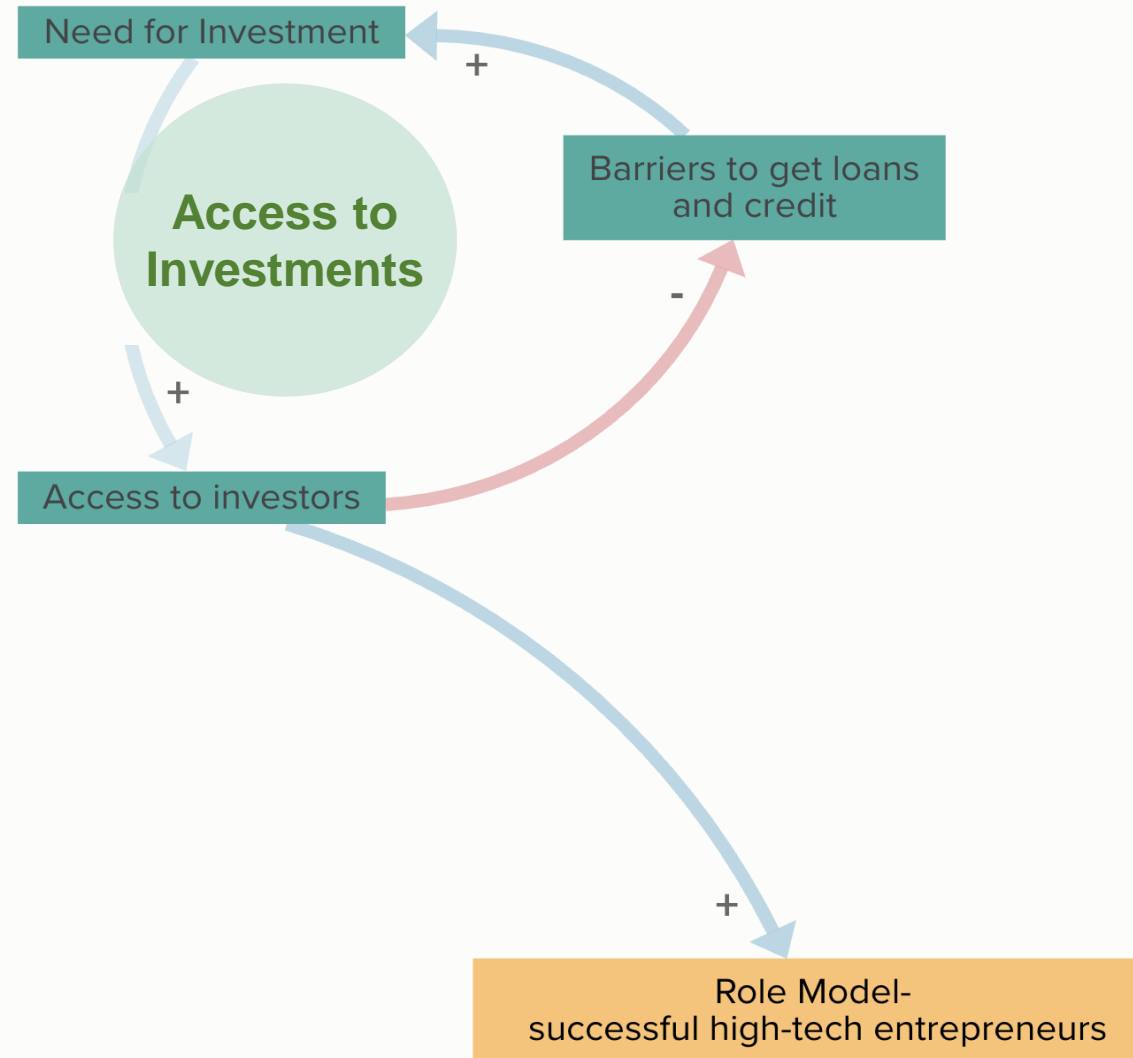 Need for Investment
+
Barriers to get loans
and credit
Access to
Investments
-
+
Access to investors
+
Role Model-
successful high-tech entrepreneurs